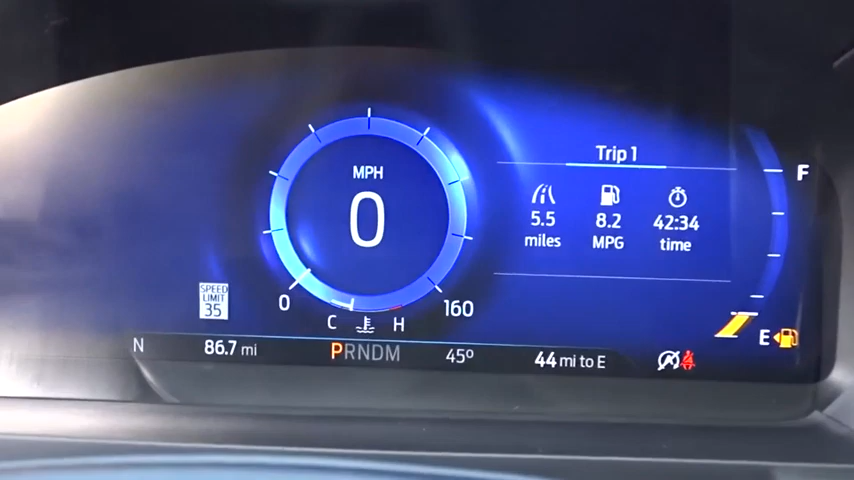 Trip 1
MPH
0
5.5
miles
8.2
MPG
42:34
time
F
SPEED
LIMIT
35
0
160
C
H
E
N
86.7 mi
PRNDM
45º
44 mi to E